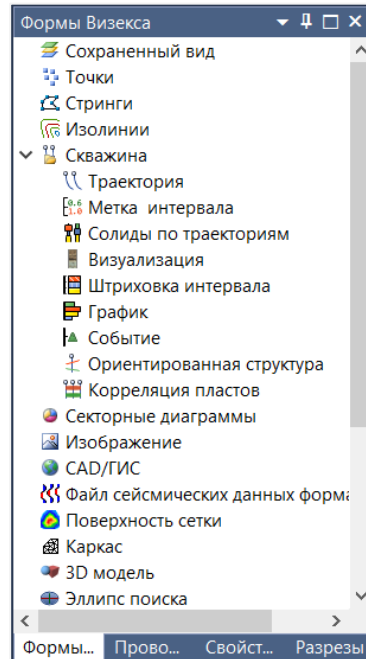 Формы Визекса
Сохраненный вид
Точки
Стринги
Изолинии
Скважина
Траектория
Метка интервала
Солиды по траекториям
Визуализация
Штриховка интервала
График
Событие
Ориентированная структура
Корреляция пластов
Секторные диаграммы
Изображение
CAD/ГИС
Файл сейсмических данных форма
Поверхность сетки
Каркас
3D модель
Эллипс поиска
Формы... Прово... Свойст... Разрезы